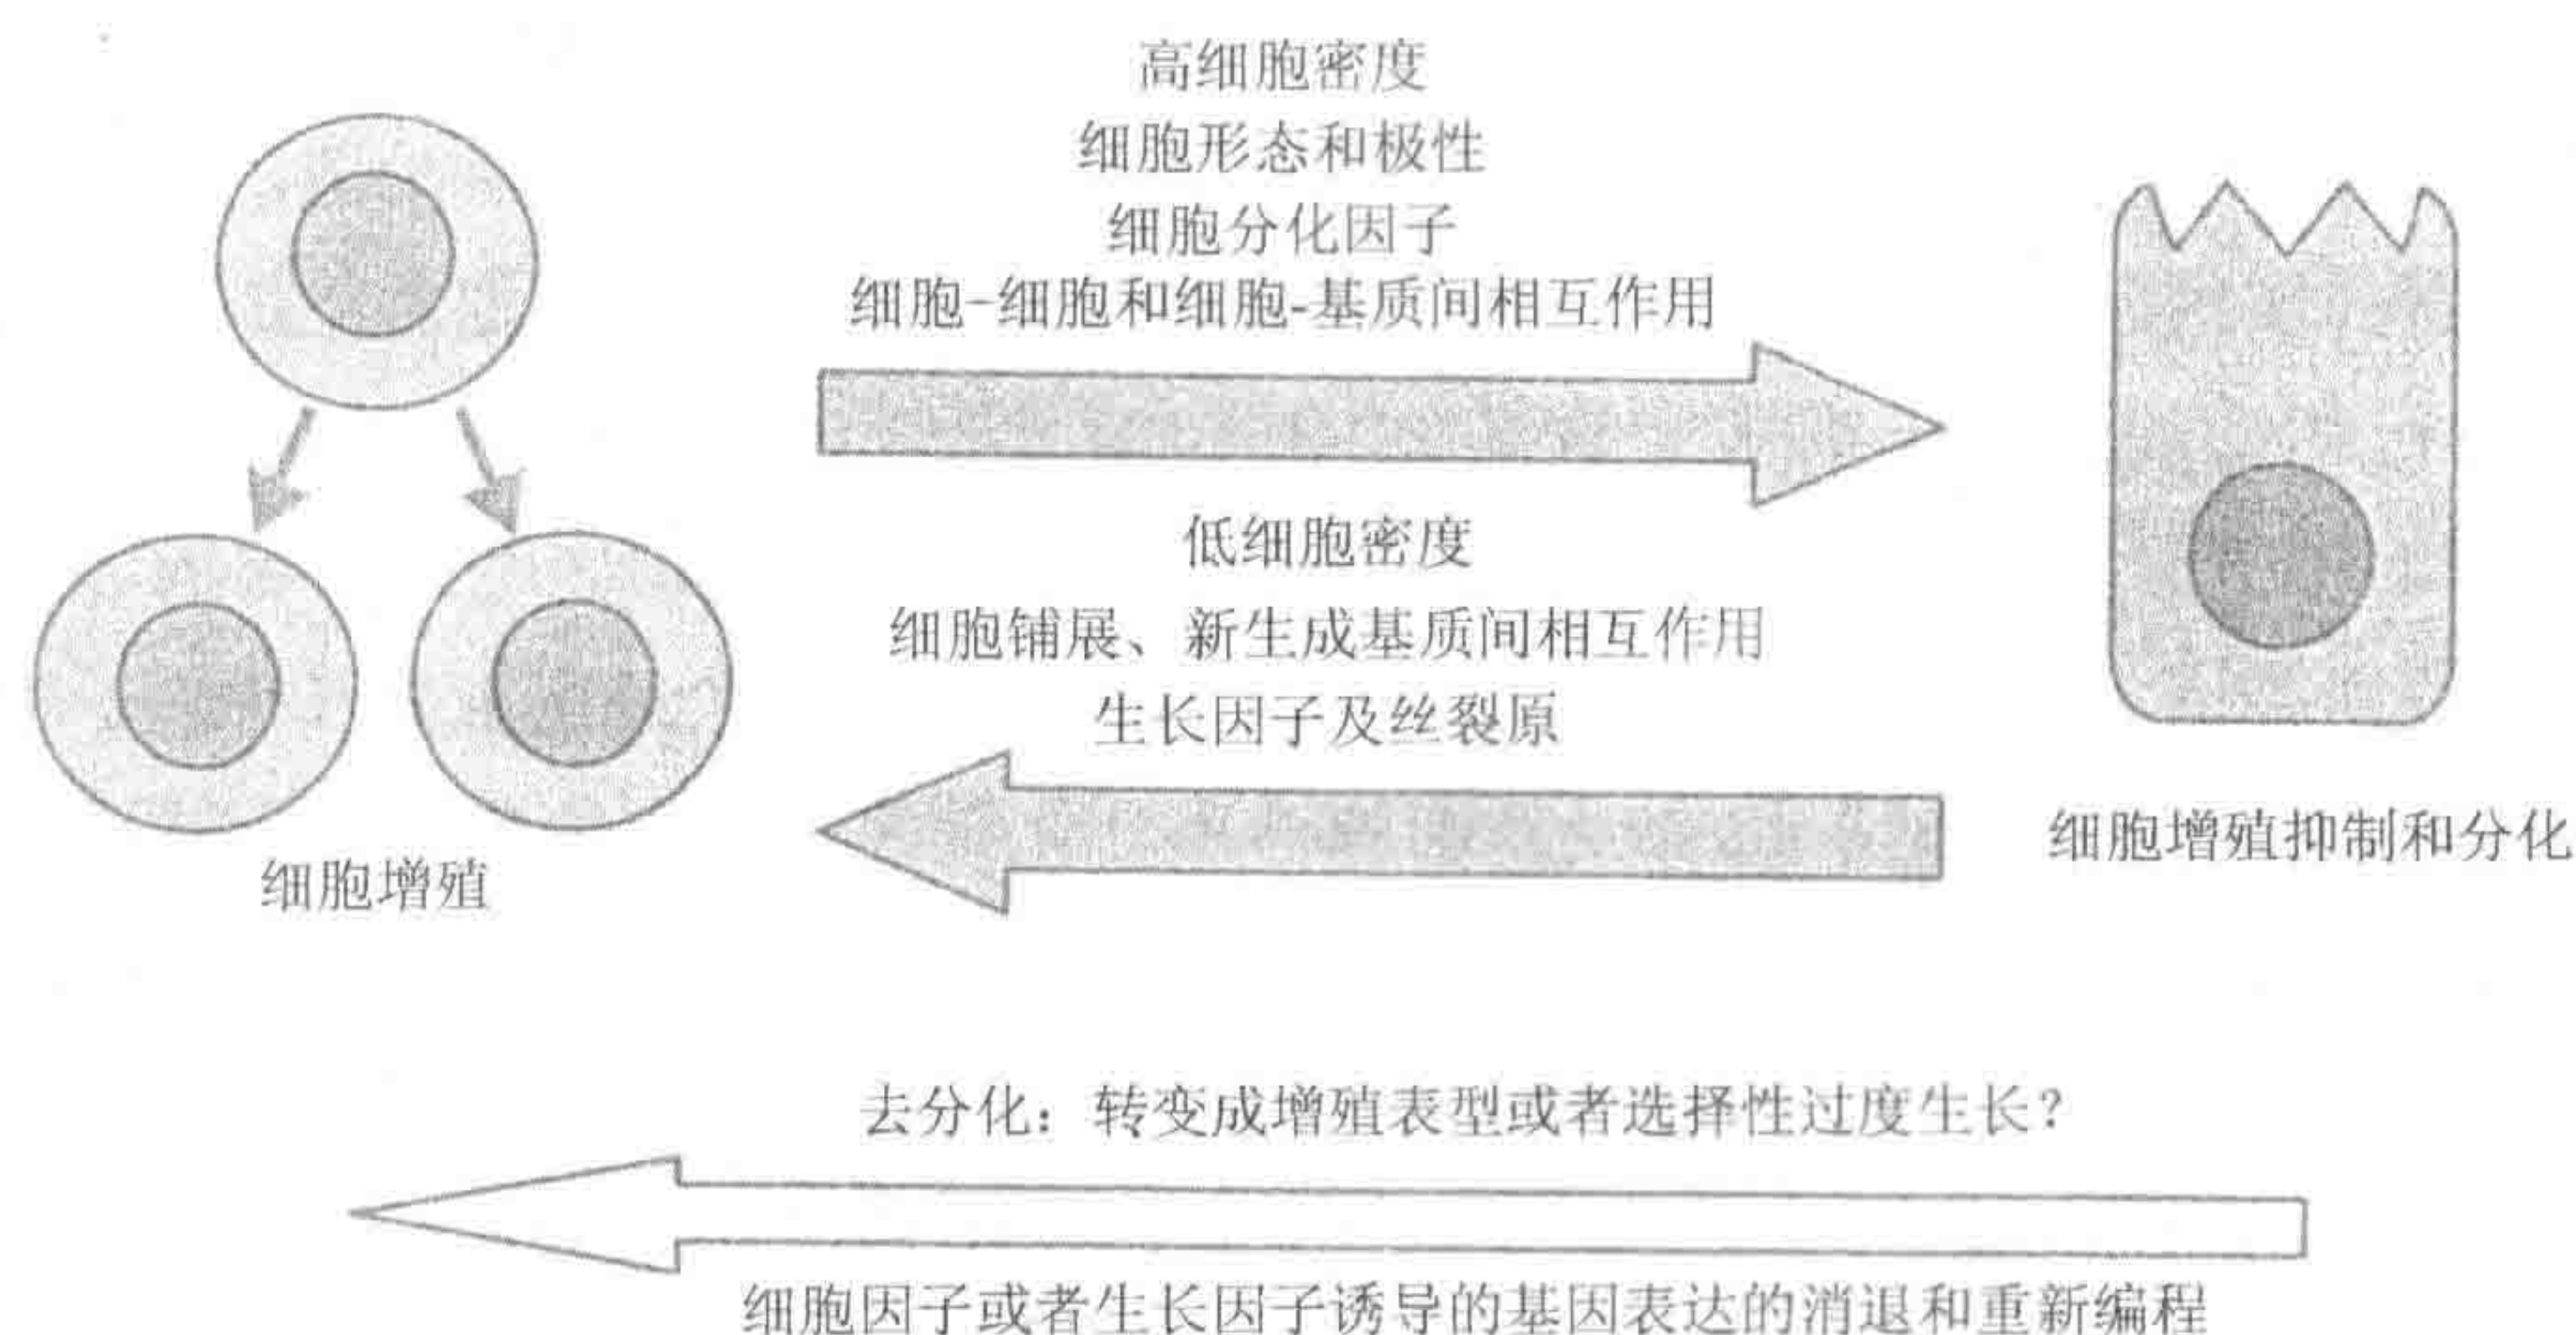 高细胞密度
细胞形态和极性
细胞分化因子
细胞-细胞和细胞-基质间相互作用
低细胞密度
细胞铺展、新生成基质间相互作用
生长因子及丝裂原
细胞增殖抑制和分化
细胞增殖
去分化：转变成增殖表型或者选择性过度生长？
细胞因子或者生长因子诱导的基因表达的消退和重新编程